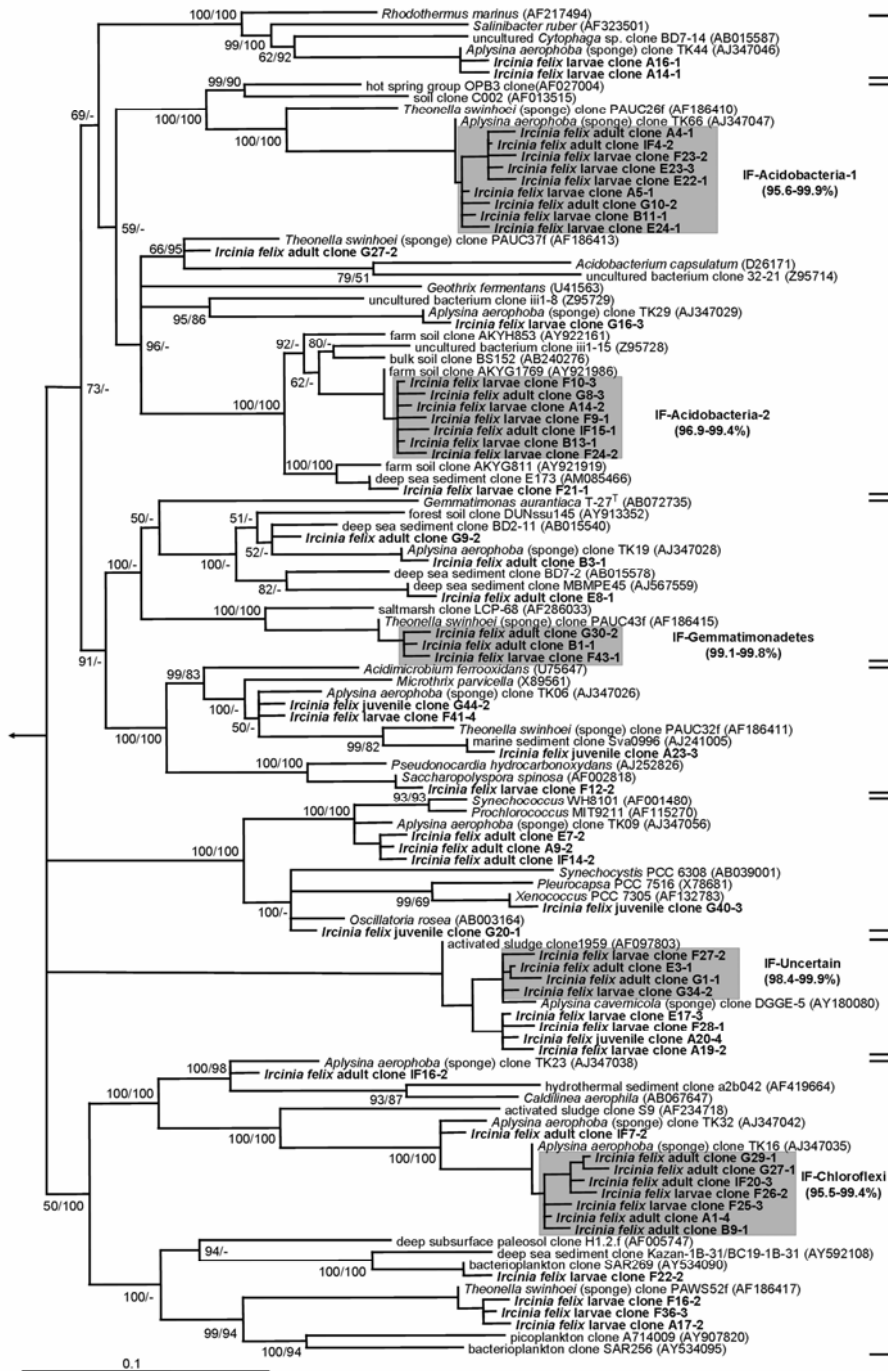 Rhodothermus marinus (AF217494)
100/100
Salinibacter ruber (AF323501)
uncultured Cytophaga sp. clone BD7-14 (AB015587)
99/100
Aplysina aerophoba (sponge) clone TK44 (AJ347046)
62/92
Ircinia felix larvae clone A16-1
Ircinia felix larvae clone A14-1
99/90
hot spring group OPB3 clone(AF027004)
soil clone C002 (AF013515)
69/-
Theonella swinhoei (sponge) clone PAUC26f (AF186410)
100/100
Aplysina aerophoba (sponge) clone TK66 (AJ347047)
100/100
Ircinia felix adult clone A4-1
Ircinia felix adult clone IF4-2
Ircinia felix larvae clone F23-2
Ircinia felix larvae clone E23-3
IF-Acidobacteria-1
Ircinia felix larvae clone E22-1
(95.6-99.9%)
Ircinia felix larvae clone A5-1
Ircinia felix adult clone G10-2
Ircinia felix larvae clone B11-1
59/-
Ircinia felix larvae clone E24-1
Theonella swinhoei (sponge) clone PAUC37f (AF186413)
66/95
Ircinia felix adult clone G27-2
Acidobacterium capsulatum (D26171)
79/51
uncultured bacterium clone 32-21 (Z95714)
Geothrix fermentans (U41563)
uncultured bacterium clone iii1-8 (Z95729)
Aplysina aerophoba (sponge) clone TK29 (AJ347029)
95/86
Ircinia felix larvae clone G16-3
farm soil clone AKYH853 (AY922161)
96/-
92/-
80/-
uncultured bacterium clone iii1-15 (Z95728)
bulk soil clone BS152 (AB240276)
62/-
farm soil clone AKYG1769 (AY921986)
73/-
Ircinia felix larvae clone F10-3
Ircinia felix adult clone G8-3
100/100
Ircinia felix larvae clone A14-2
IF-Acidobacteria-2
Ircinia felix larvae clone F9-1
(96.9-99.4%)
Ircinia felix adult clone IF15-1
Ircinia felix larvae clone B13-1
Ircinia felix larvae clone F24-2
100/100
farm soil clone AKYG811 (AY921919)
deep sea sediment clone E173 (AM085466)
Ircinia felix larvae clone F21-1
Gemmatimonas aurantiaca T-27T (AB072735)
50/-
51/-
forest soil clone DUNssu145 (AY913352)
deep sea sediment clone BD2-11 (AB015540)
Ircinia felix adult clone G9-2
52/-
Aplysina aerophoba (sponge) clone TK19 (AJ347028)
100/-
100/-
Ircinia felix adult clone B3-1
deep sea sediment clone BD7-2 (AB015578)
82/-
deep sea sediment clone MBMPE45 (AJ567559)
Ircinia felix adult clone E8-1
100/100
saltmarsh clone LCP-68 (AF286033)
Theonella swinhoei (sponge) clone PAUC43f (AF186415)
Ircinia felix adult clone G30-2
IF-Gemmatimonadetes
Ircinia felix adult clone B1-1
(99.1-99.8%)
91/-
Ircinia felix larvae clone F43-1
99/83
Acidimicrobium ferrooxidans (U75647)
Microthrix parvicella (X89561)
Aplysina aerophoba (sponge) clone TK06 (AJ347026)
Ircinia felix juvenile clone G44-2
Ircinia felix larvae clone F41-4
50/-
Theonella swinhoei (sponge) clone PAUC32f (AF186411)
100/100
marine sediment clone Sva0996 (AJ241005)
99/82
Ircinia felix juvenile clone A23-3
100/100
Pseudonocardia hydrocarbonoxydans (AJ252826)
Saccharopolyspora spinosa (AF002818)
Ircinia felix larvae clone F12-2
93/93
Synechococcus WH8101 (AF001480)
Prochlorococcus MIT9211 (AF115270)
100/100
Aplysina aerophoba (sponge) clone TK09 (AJ347056)
Ircinia felix adult clone E7-2
100/100
Ircinia felix adult clone A9-2
Ircinia felix adult clone IF14-2
Synechocystis PCC 6308 (AB039001)
Pleurocapsa PCC 7516 (X78681)
99/69
Xenococcus PCC 7305 (AF132783)
Ircinia felix juvenile clone G40-3
100/-
Oscillatoria rosea (AB003164)
Ircinia felix juvenile clone G20-1
activated sludge clone1959 (AF097803)
Ircinia felix larvae clone F27-2
Ircinia felix adult clone E3-1
IF-Uncertain
Ircinia felix adult clone G1-1
(98.4-99.9%)
Ircinia felix larvae clone G34-2
Aplysina cavernicola (sponge) clone DGGE-5 (AY180080)
Ircinia felix larvae clone E17-3
Ircinia felix larvae clone F28-1
Ircinia felix juvenile clone A20-4
Ircinia felix larvae clone A19-2
100/98
Aplysina aerophoba (sponge) clone TK23 (AJ347038)
Ircinia felix adult clone IF16-2
100/100
hydrothermal sediment clone a2b042 (AF419664)
93/87
Caldilinea aerophila (AB067647)
activated sludge clone S9 (AF234718)
Aplysina aerophoba (sponge) clone TK32 (AJ347042)
100/100
Ircinia felix adult clone IF7-2
100/100
Aplysina aerophoba (sponge) clone TK16 (AJ347035)
Ircinia felix adult clone G29-1
Ircinia felix adult clone G27-1
Ircinia felix adult clone IF20-3
IF-Chloroflexi
Ircinia felix larvae clone F26-2
(95.5-99.4%)
50/100
Ircinia felix larvae clone F25-3
Ircinia felix adult clone A1-4
Ircinia felix adult clone B9-1
deep subsurface paleosol clone H1.2.f (AF005747)
94/-
deep sea sediment clone Kazan-1B-31/BC19-1B-31 (AY592108)
100/100
bacterioplankton clone SAR269 (AY534090)
Ircinia felix larvae clone F22-2
100/-
Theonella swinhoei (sponge) clone PAWS52f (AF186417)
Ircinia felix larvae clone F16-2
Ircinia felix larvae clone F36-3
99/94
Ircinia felix larvae clone A17-2
picoplankton clone A714009 (AY907820)
100/94
bacterioplankton clone SAR256 (AY534095)
0.1